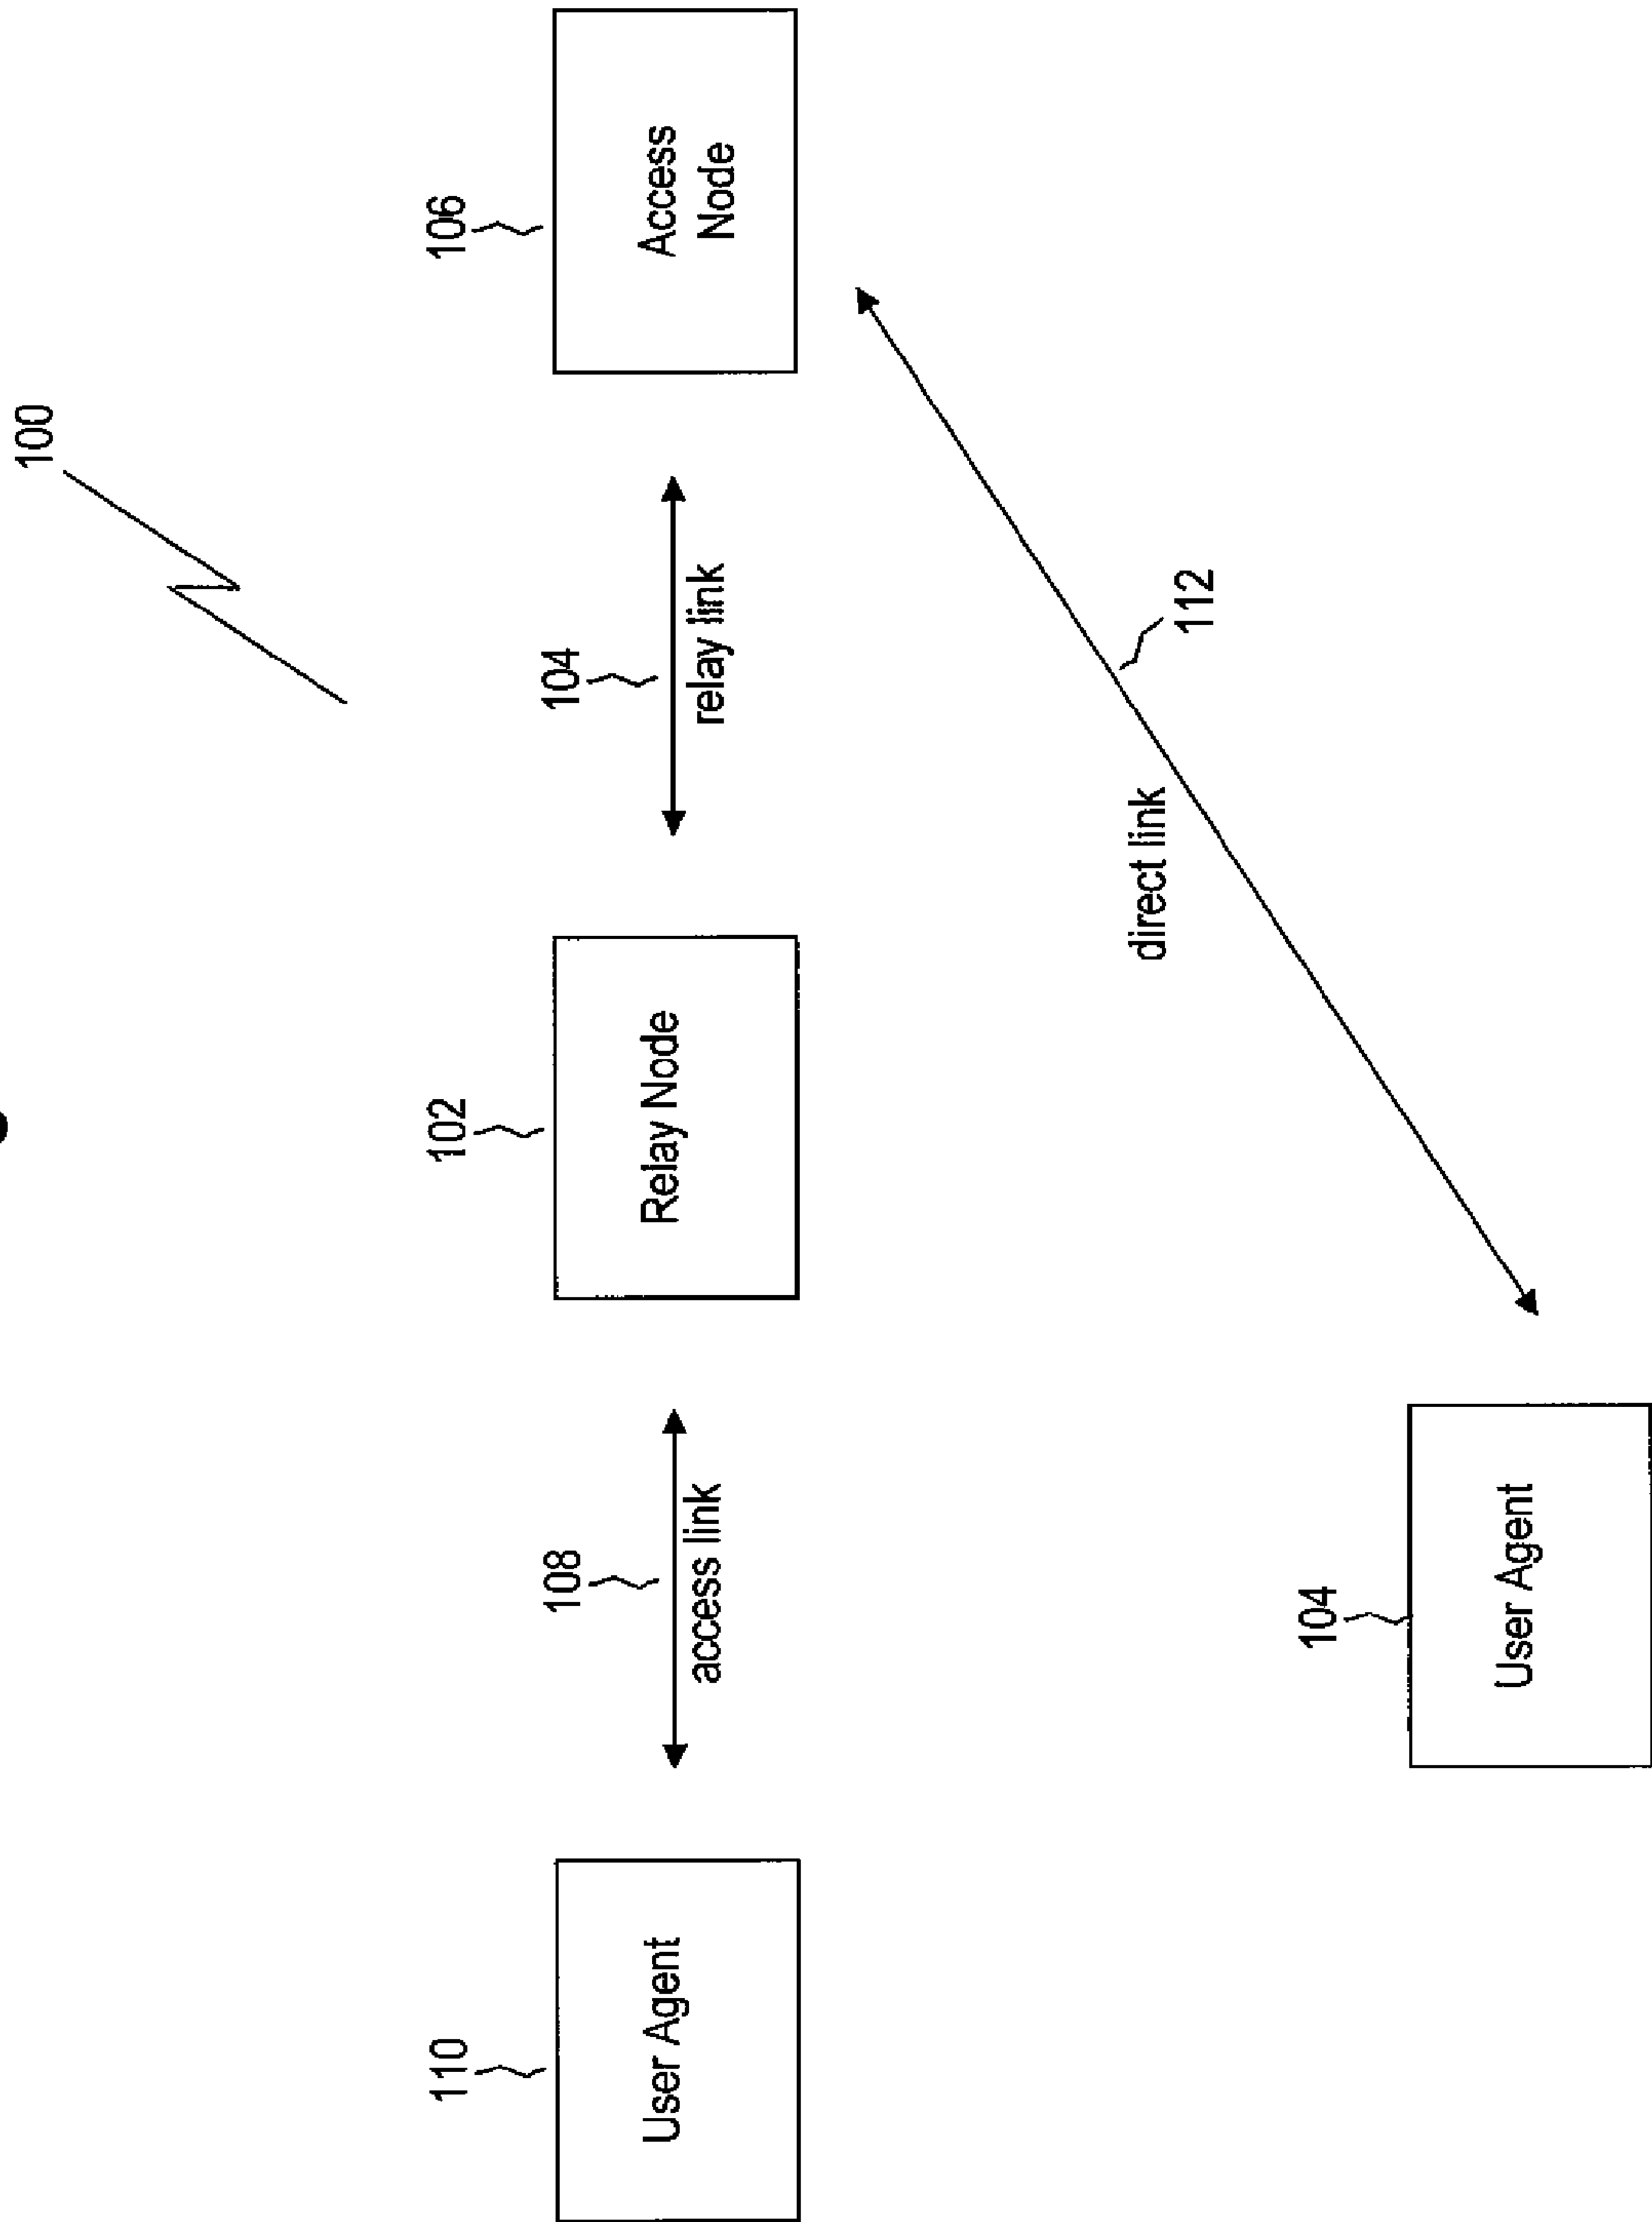 100
110
102
106
108
104
User Agent
access link
Relay Node
relay link
Access
Node
direct link
112
104
User Agent